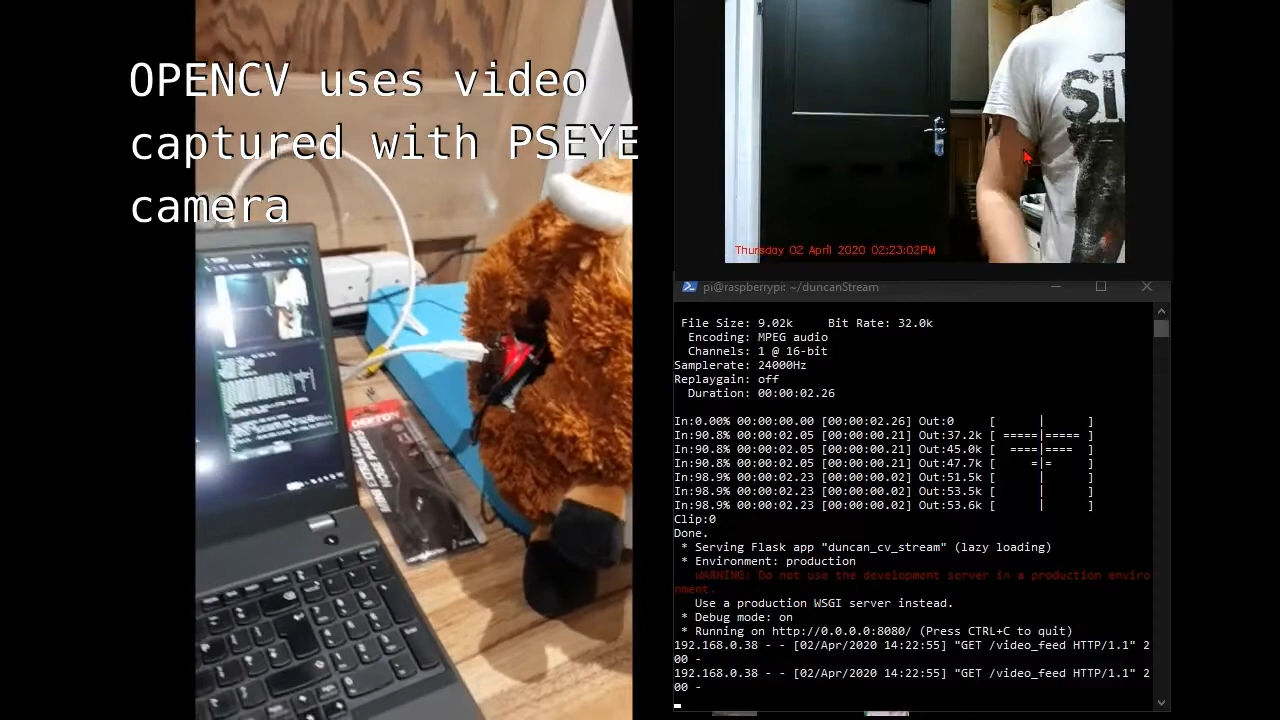 OPENCV uses video
captured with PSEYE
camera
Thursday 02 April 2020 02:23:02PM
pi@raspberrypi: ~/duncanStream
File Size: 9.02k     Bit Rate: 32.0k
Encoding: MPEG audio
Channels: 1 @ 16-bit
Samplerate: 24000Hz
Replaygain: off
Duration: 00:00:02.26
In:0.00% 00:00:00.00 [00:00:02.26] Out:0     [      |      ]
In:90.8% 00:00:02.05 [00:00:00.21] Out:37.2k [ =====|===== ]
In:90.8% 00:00:02.05 [00:00:00.21] Out:45.0k [  ====|====  ]
In:90.8% 00:00:02.05 [00:00:00.21] Out:47.7k [     =|=     ]
In:98.9% 00:00:02.23 [00:00:00.02] Out:51.5k [      |      ]
In:98.9% 00:00:02.23 [00:00:00.02] Out:53.5k [      |      ]
In:98.9% 00:00:02.23 [00:00:00.02] Out:53.6k [      |      ]
Clip:0
Done.
* Serving Flask app "duncan_cv_stream" (lazy loading)
* Environment: production
WARNING: Do not use the development server in a production enviro
nment.
Use a production WSGI server instead.
* Debug mode: on
* Running on http://0.0.0.0:8080/ (Press CTRL+C to quit)
192.168.0.38 - - [02/Apr/2020 14:22:55] "GET /video_feed HTTP/1.1" 2
00 -
192.168.0.38 - - [02/Apr/2020 14:22:55] "GET /video_feed HTTP/1.1" 2
00 -